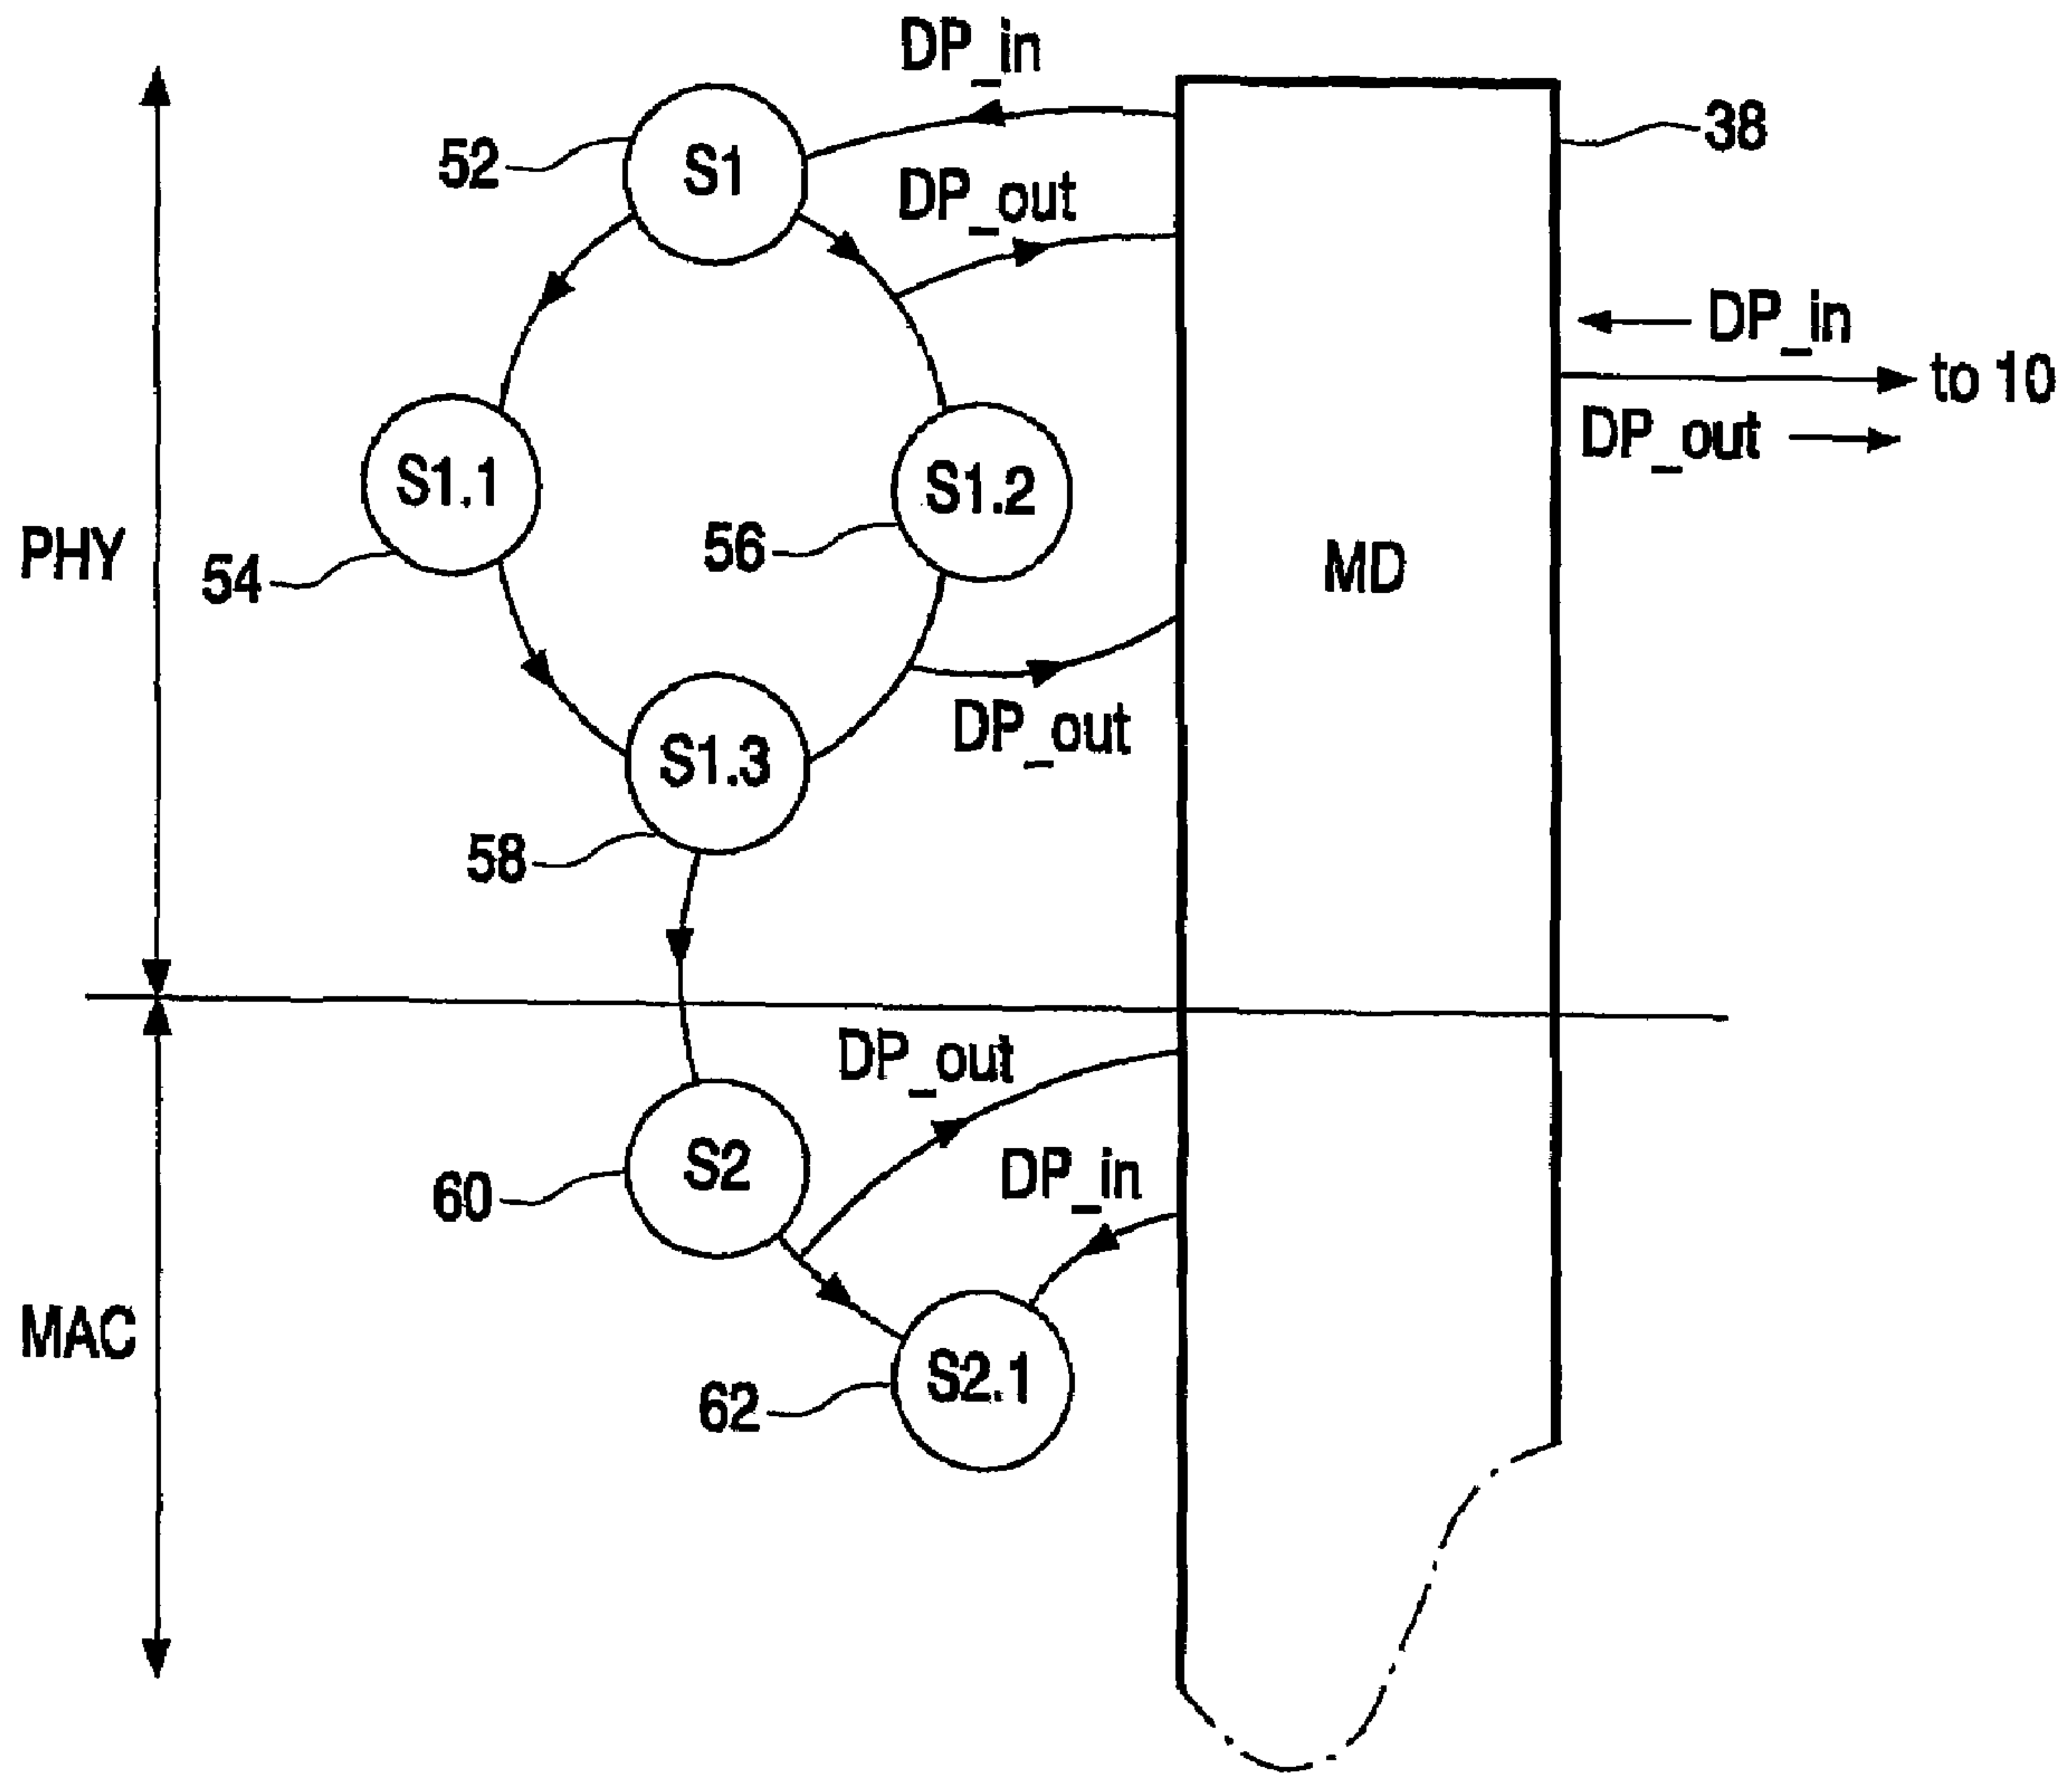 DP_in
38
52
S1
DP_out
DP_in
to 10
DP_out
S1.1
S1.2
PHY
54
56
MD
DP_out
S1.3
58
DP_out
S2
DP_in
60
MAC
S2.1
62